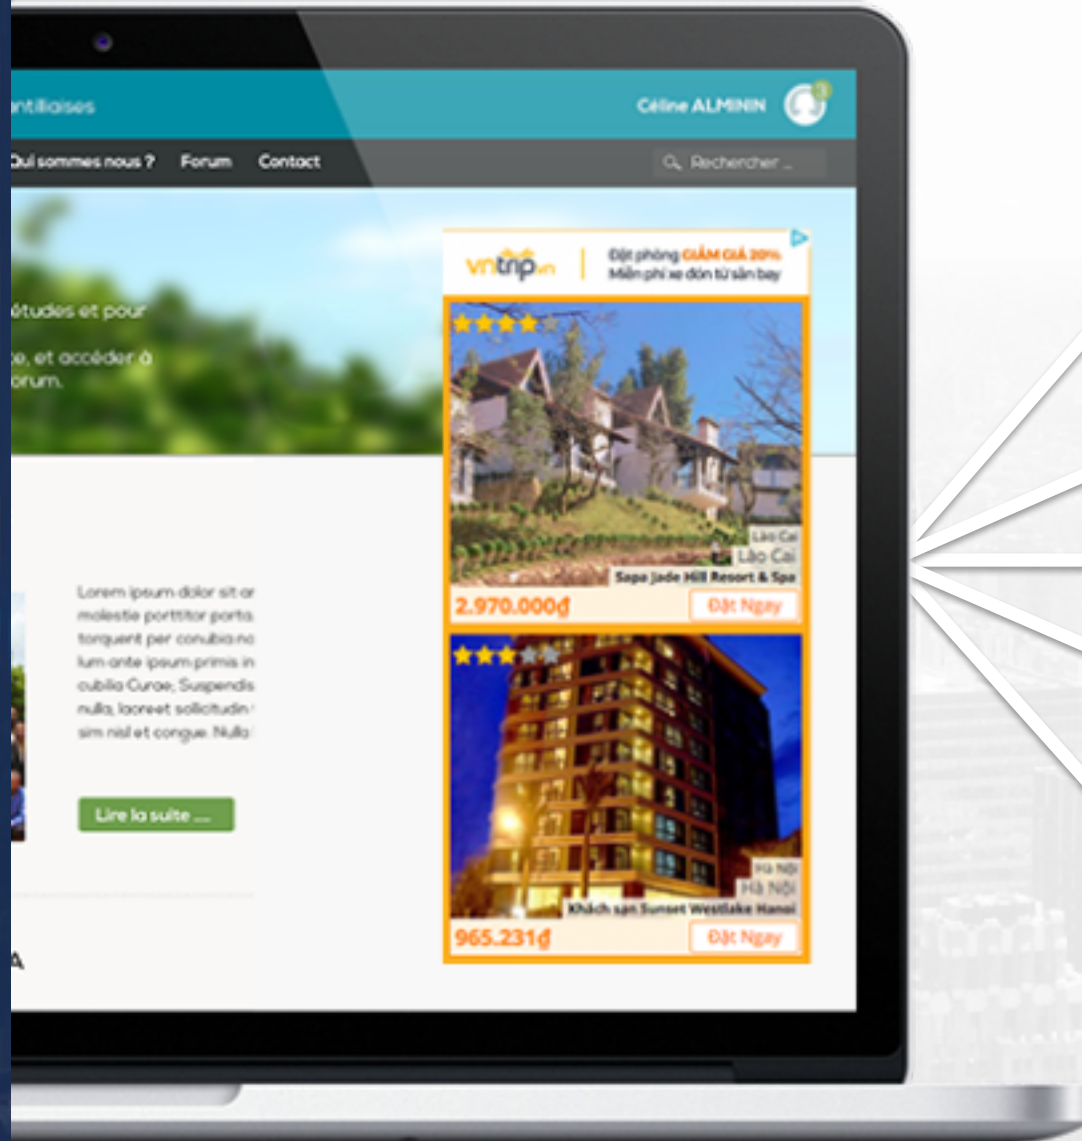 ntilliaises
Céline ALMININ
3
Qui sommes nous ?
Forum
Contact
Rechercher ...
études et pour
e, et accéder à
orum.
vntrip.vn
Đặt phòng GIẢM GIÁ 20%
Miễn phí xe đón từ sân bay
Lào Cai
Lào Cai
Sapa Jade Hill Resort & Spa
2.970.000₫
Đặt Ngay
Lorem ipsum dolor sit ar
molestie porttitor porta.
torquent per conubia no
lum ante ipsum primis in
cubilia Curae; Suspendis
nulla, laoreet sollicitudin
sim nisl et congue. Nulla
Lire la suite ....
Hà Nội
Hà Nội
Khách sạn Sunset Westlake Hanoi
965.231₫
Đặt Ngay
A